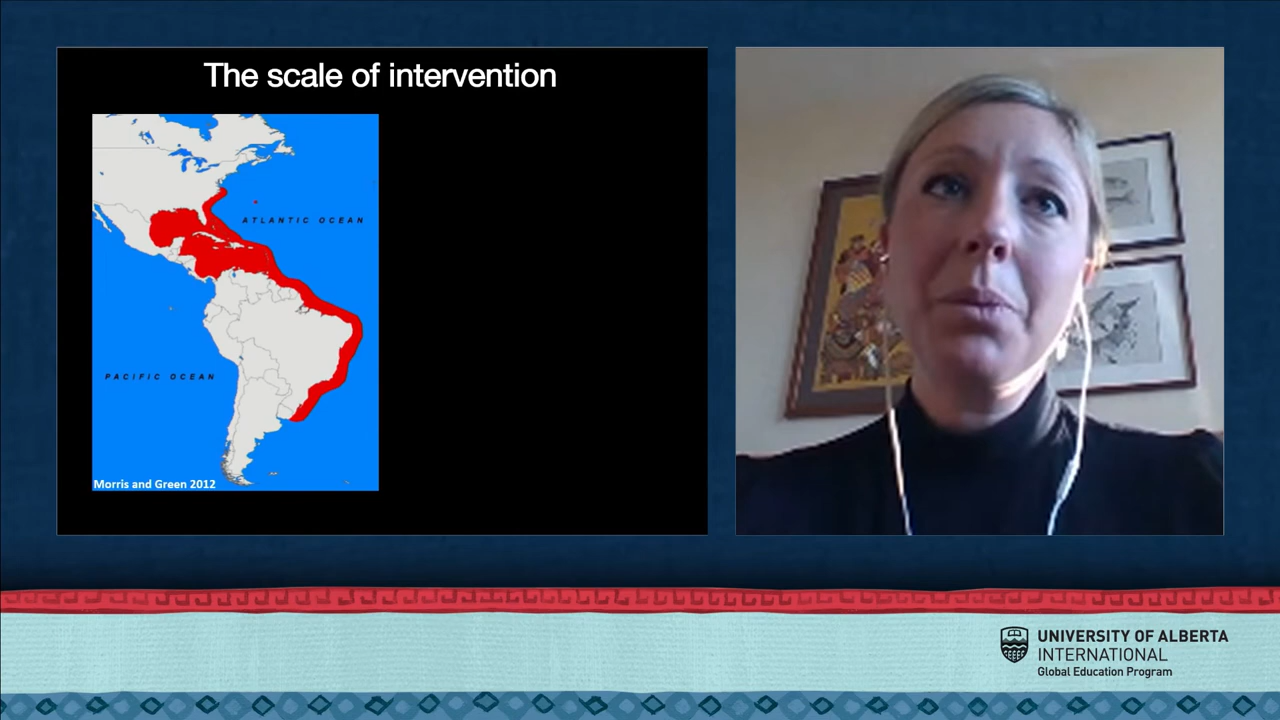 The scale of intervention
ATLANTIC OCEAN
PACIFIC OCEAN
Morris and Green 2012
UNIVERSITY OF ALBERTA
INTERNATIONAL
Global Education Program